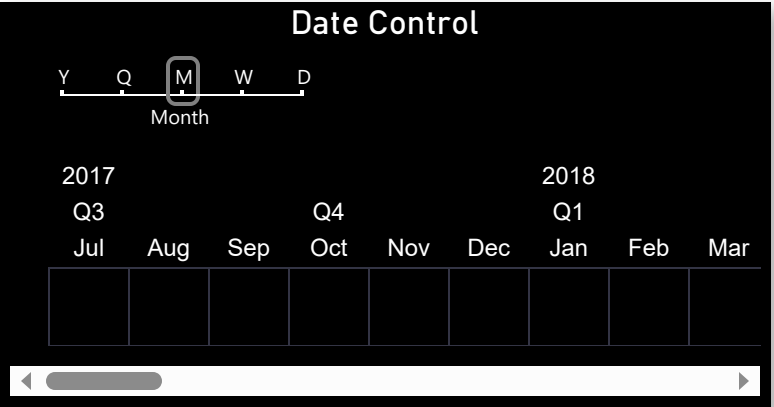 Date Control
Y Q M W D
Month
2017 2018
Q3 Q4 Q1
Jul Aug Sep Oct Nov Dec Jan Feb Mar